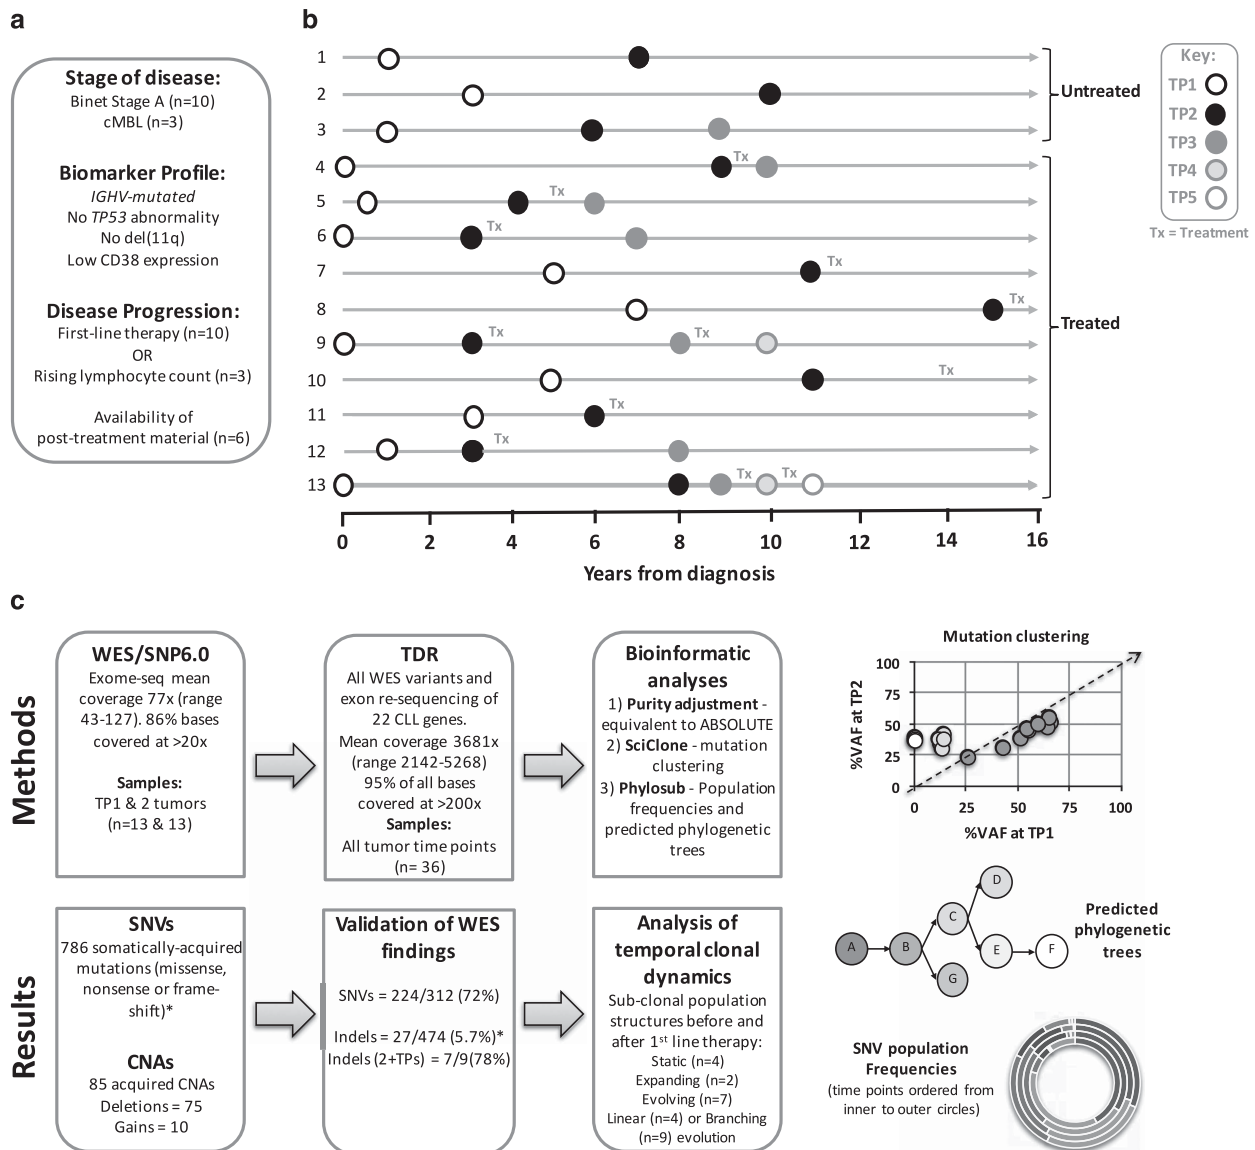 a
Stage of disease:
Binet Stage A (n=10)
cMBL (n=3)
Biomarker Profile:
IGHV-mutated
No TP53 abnormality
No del(11q)
Low CD38 expression
Disease Progression:
First-line therapy (n=10)
OR
Rising lymphocyte count (n=3)
Availability of
post-treatment material (n=6)
b
1
2
3
4 Tx
5 Tx
6 Tx
7 Tx
8 Tx
9 Tx Tx
10 Tx
11 Tx
12 Tx
13 Tx Tx
Untreated
Treated
0 2 4 6 8 10 12 14 16
Years from diagnosis
Key:
TP1
TP2
TP3
TP4
TP5
Tx = Treatment
c
Methods
WES/SNP6.0
Exome-seq mean
coverage 77x (range
43-127). 86% bases
covered at >20x
Samples:
TP1 & 2 tumors
(n=13 & 13)
TDR
All WES variants and
exon re-sequencing of
22 CLL genes.
Mean coverage 3681x
(range 2142-5268)
95% of all bases
covered at >200x
Samples:
All tumor time points
(n= 36)
Bioinformatic
analyses
1) Purity adjustment -
equivalent to ABSOLUTE
2) SciClone - mutation
clustering
3) Phylosub - Population
frequencies and
predicted phylogenetic
trees
Mutation clustering
%VAF at TP2
100
75
50
25
0
0 25 50 75 100
%VAF at TP1
Results
SNVs
786 somatically-acquired
mutations (missense,
nonsense or frame-
shift)*
CNAs
85 acquired CNAs
Deletions = 75
Gains = 10
Validation of WES
findings
SNVs = 224/312 (72%)
Indels = 27/474 (5.7%)*
Indels (2+TPs) = 7/9(78%)
Analysis of
temporal clonal
dynamics
Sub-clonal population
structures before and
after 1st line therapy:
Static (n=4)
Expanding (n=2)
Evolving (n=7)
Linear (n=4) or Branching
(n=9) evolution
D
C
A B E F
G
Predicted
phylogenetic
trees
SNV population
Frequencies
(time points ordered from
inner to outer circles)